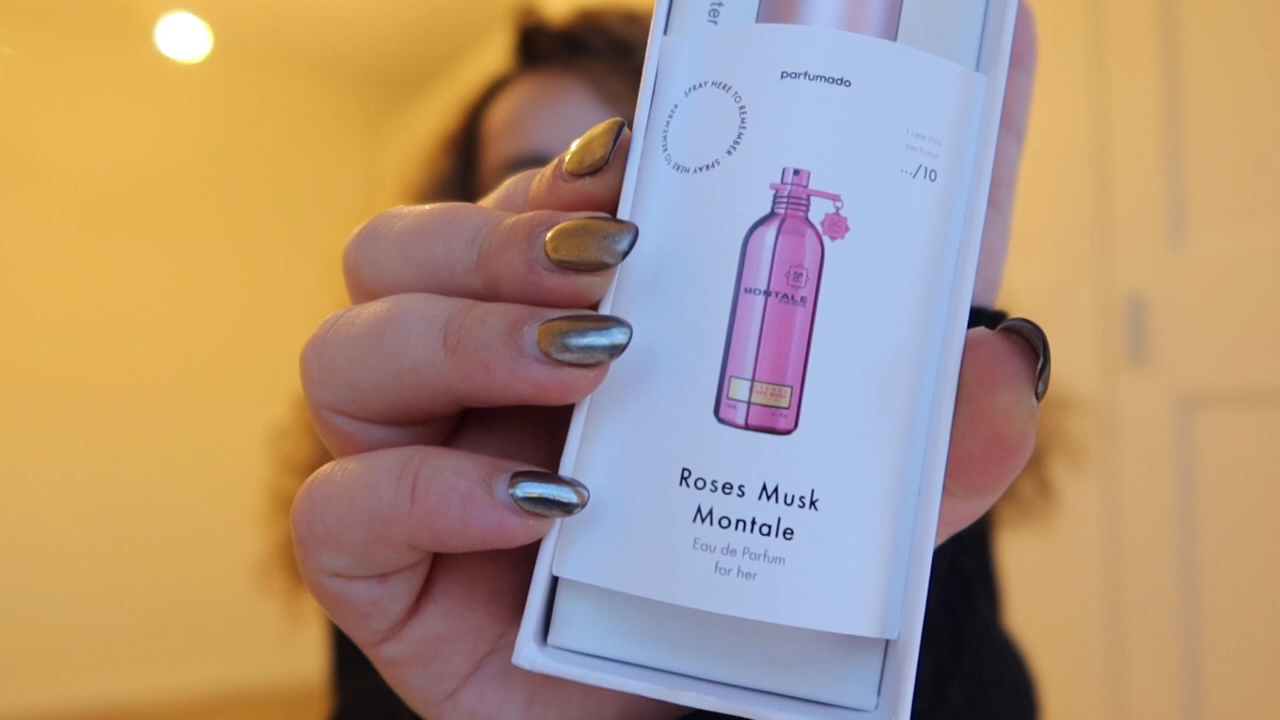 ter
parfumado
SPRAY HERE TO REMEMBER · SPRAY HERE TO REMEMBER ·
I rate this
perfume
.../10
MONTALE
Roses Musk
Montale
Eau de Parfum
for her